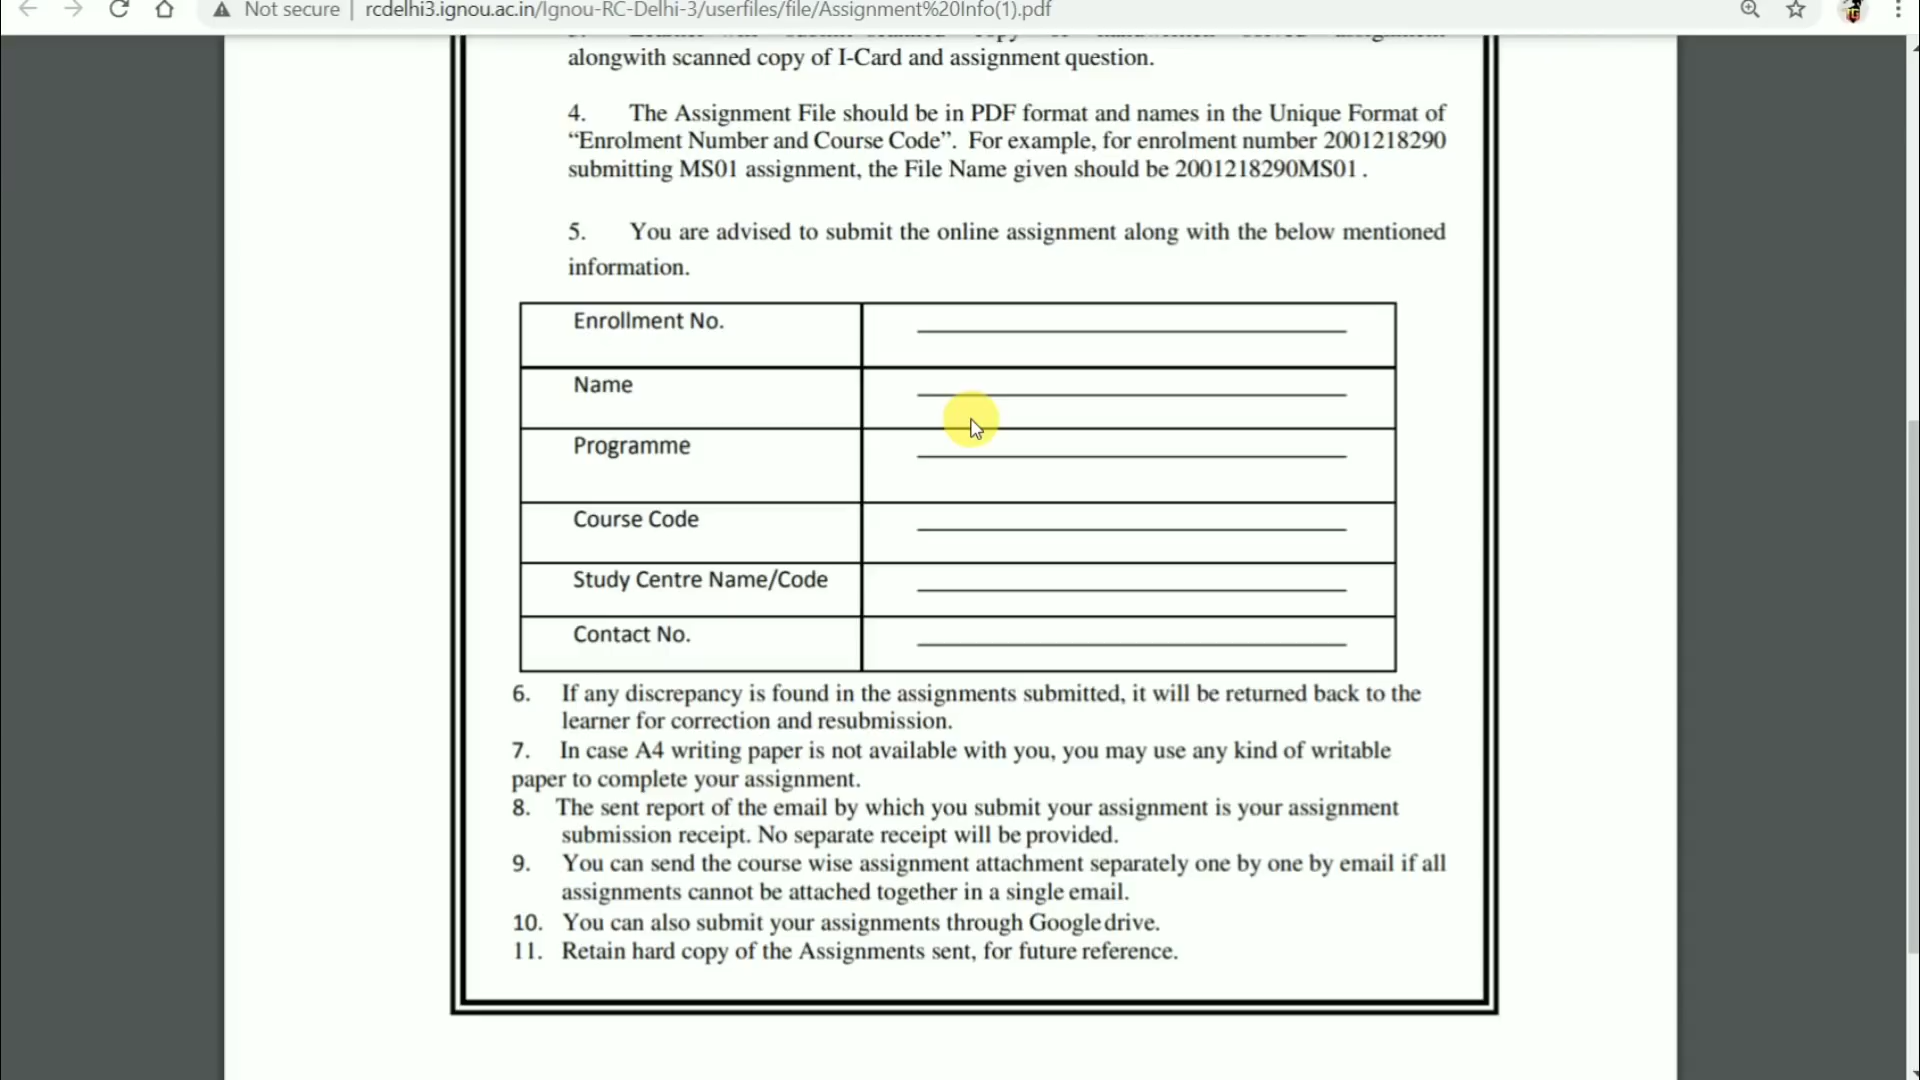 Not secure | rcdelhi3.ignou.ac.in/Ignou-RC-Delhi-3/userfiles/file/Assignment%20Info(1).pdf
alongwith scanned copy of I-Card and assignment question.
4. The Assignment File should be in PDF format and names in the Unique Format of
“Enrolment Number and Course Code”. For example, for enrolment number 2001218290
submitting MS01 assignment, the File Name given should be 2001218290MS01 .
5. You are advised to submit the online assignment along with the below mentioned
information.
Enrollment No.
Name
Programme
Course Code
Study Centre Name/Code
Contact No.
6. If any discrepancy is found in the assignments submitted, it will be returned back to the
learner for correction and resubmission.
7. In case A4 writing paper is not available with you, you may use any kind of writable
paper to complete your assignment.
8. The sent report of the email by which you submit your assignment is your assignment
submission receipt. No separate receipt will be provided.
9. You can send the course wise assignment attachment separately one by one by email if all
assignments cannot be attached together in a single email.
10. You can also submit your assignments through Google drive.
11. Retain hard copy of the Assignments sent, for future reference.